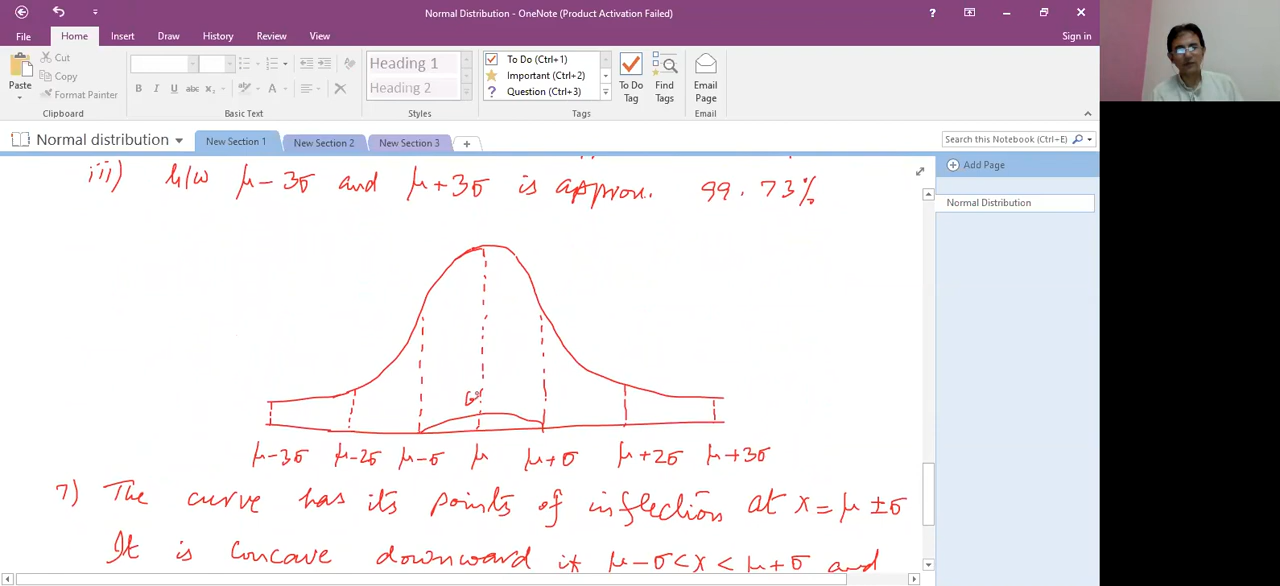 Normal Distribution - OneNote (Product Activation Failed)
?
File Home Insert Draw History Review View
Sign in
Cut
Copy
Format Painter
Paste
Clipboard
B I U abc x₂ A
Basic Text
Heading 1
Heading 2
Styles
To Do (Ctrl+1)
Important (Ctrl+2)
? Question (Ctrl+3)
To Do Tag
Find Tags
Tags
Email Page
Email
Normal distribution
New Section 1 New Section 2 New Section 3 +
Search this Notebook (Ctrl+E)
Add Page
Normal Distribution
iii) b/w μ-3σ and μ+3σ is approx. 99.73%
μ-3σ μ-2σ μ-σ μ μ+σ μ+2σ μ+3σ
7) The curve has its points of inflection at x = μ ± σ
It is concave downward if μ-σ < x < μ+σ and